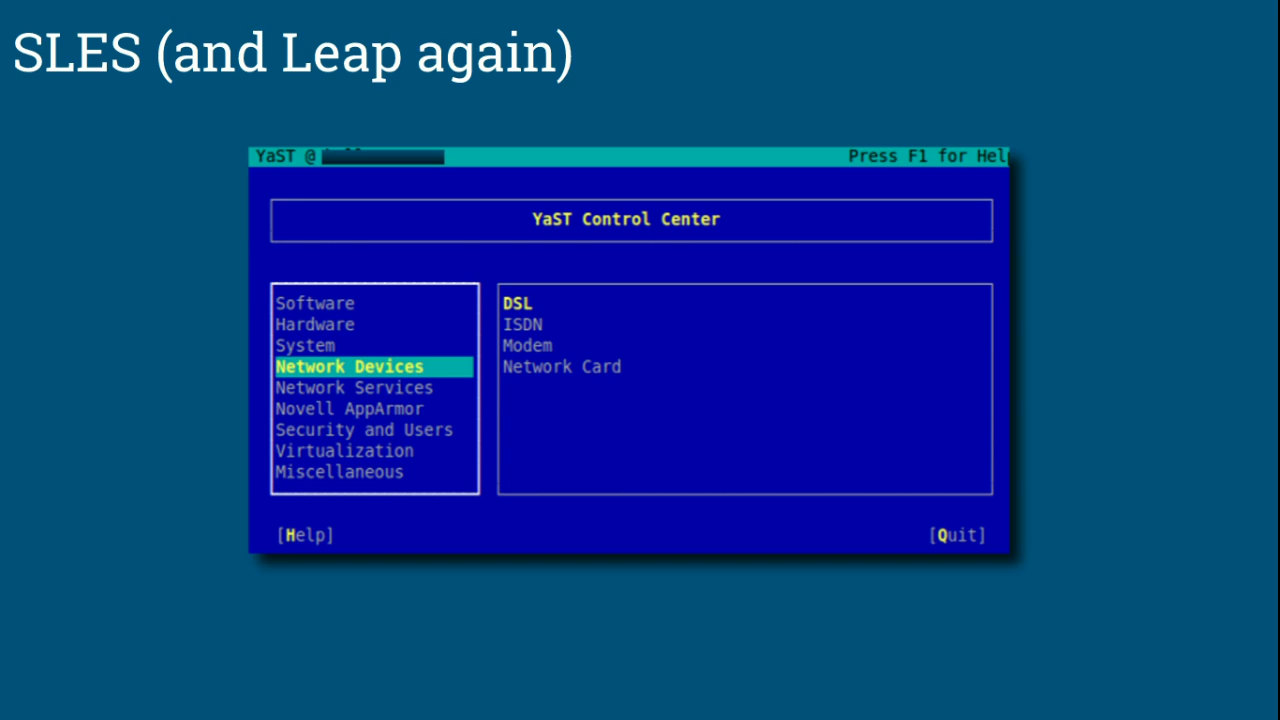 SLES (and Leap again)
YaST @
Press F1 for Hel
YaST Control Center
Software
Hardware
System
Network Devices
Network Services
Novell AppArmor
Security and Users
Virtualization
Miscellaneous
DSL
ISDN
Modem
Network Card
[Help]
[Quit]